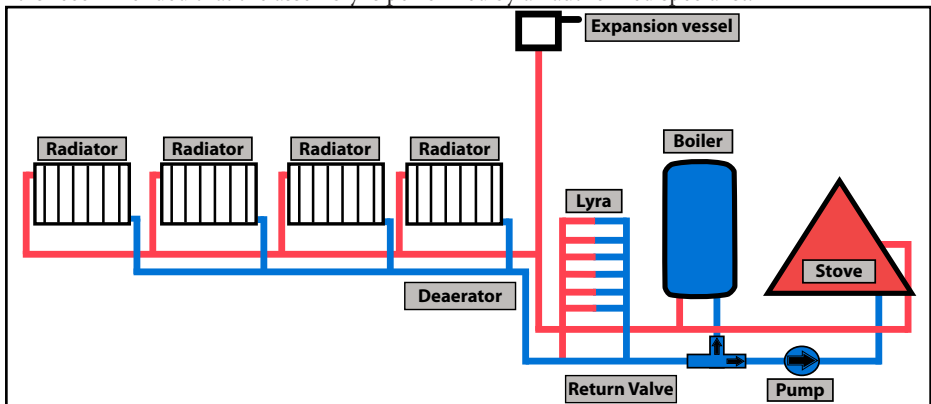 Expansion vessel
Radiator Radiator Radiator Radiator Boiler
Lyra
Stove
Deaerator
Return Valve Pump